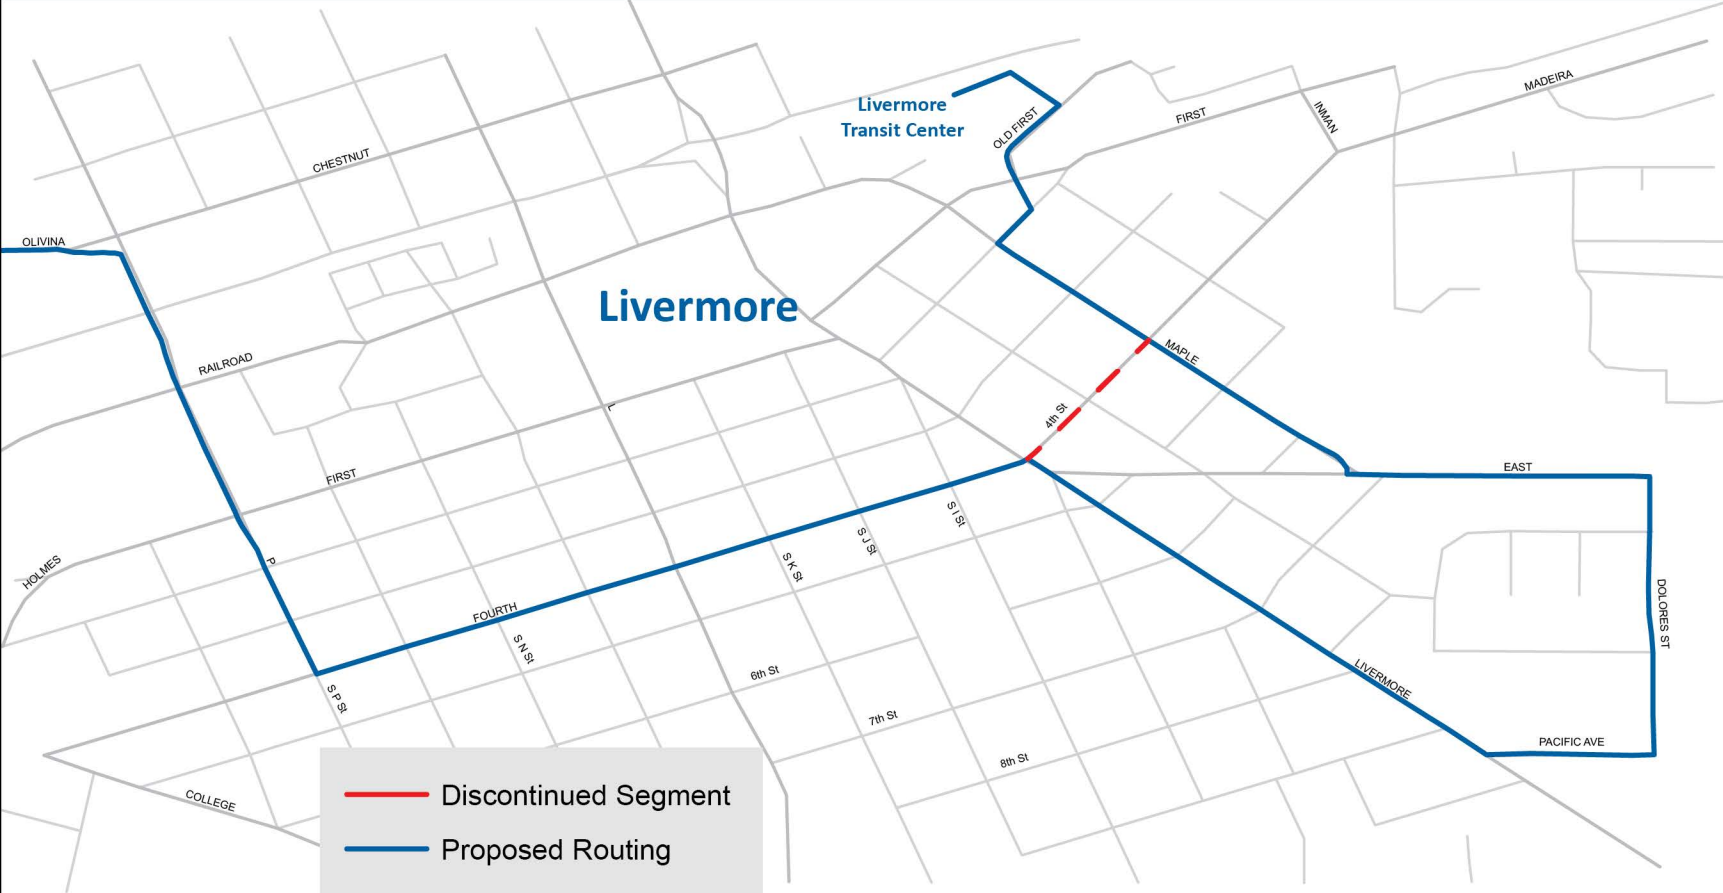 MADEIRA
Livermore
Transit Center
OLD FIRST
FIRST
INMAN
CHESTNUT
OLIVINA
Livermore
RAILROAD
MAPLE
L
4th St
FIRST
EAST
S I St
S J St
S K St
HOLMES
P
FOURTH
DOLORES ST
S N St
6th St
LIVERMORE
S P St
7th St
PACIFIC AVE
8th St
COLLEGE
Discontinued Segment
Proposed Routing